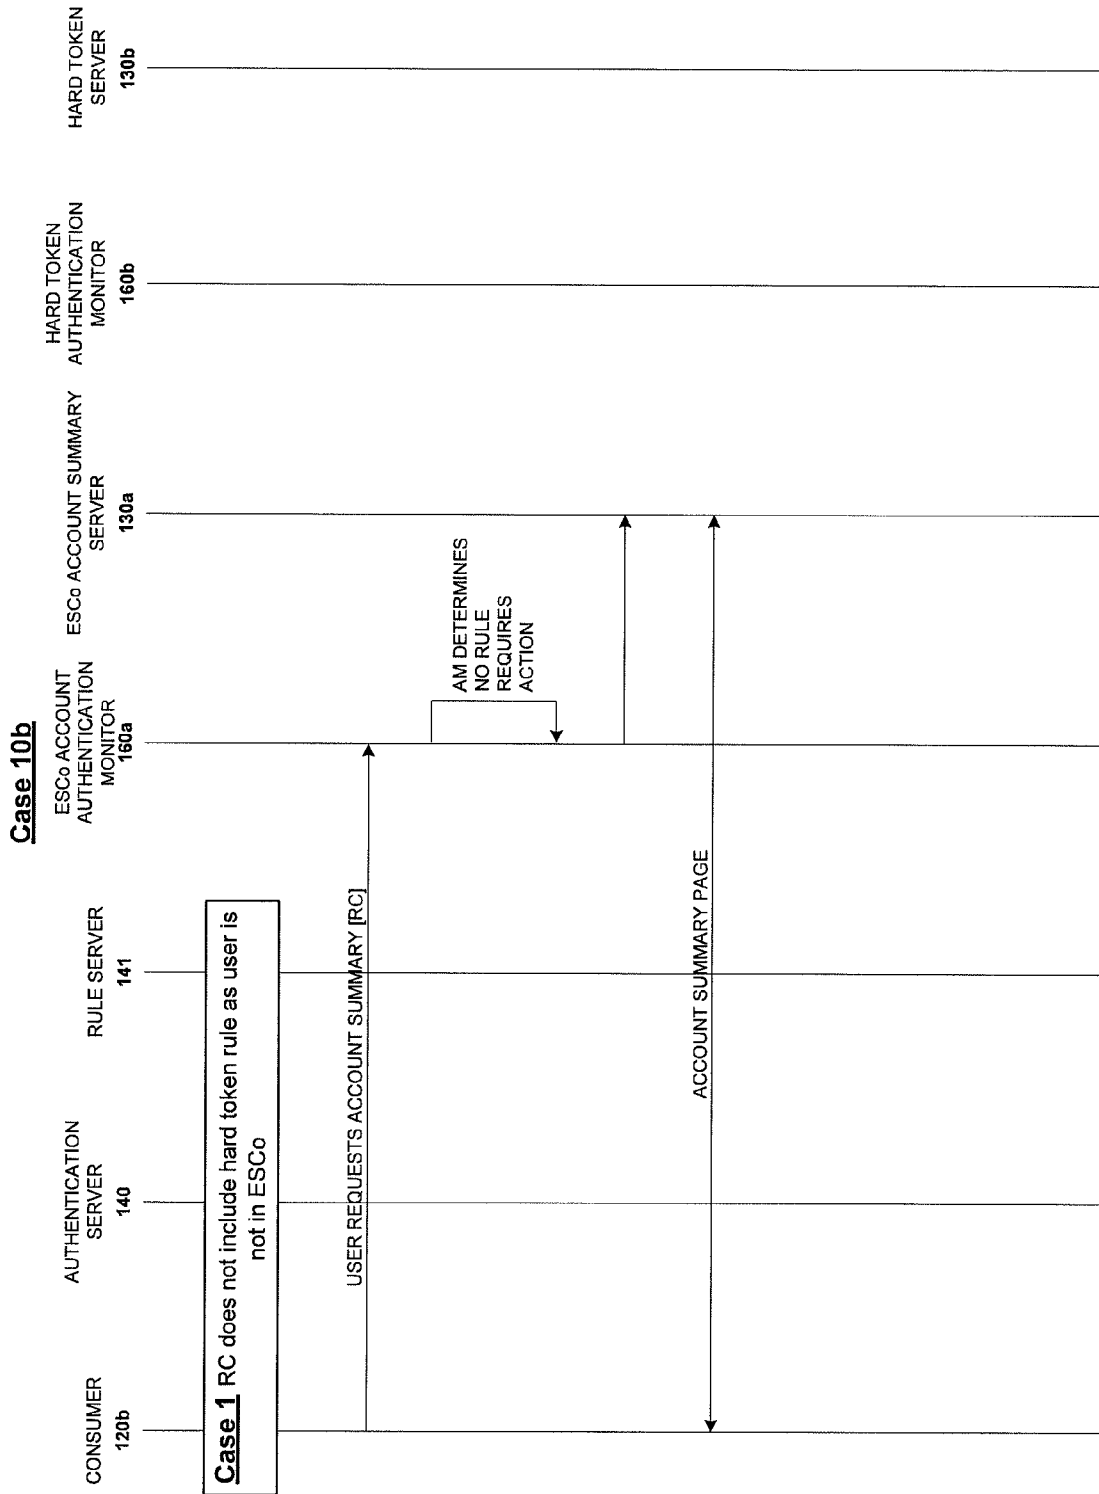 Case 10b
CONSUMER
120b
AUTHENTICATION
SERVER
140
RULE SERVER
141
ESCo ACCOUNT
AUTHENTICATION
MONITOR
160a
ESCo ACCOUNT SUMMARY
SERVER
130a
HARD TOKEN
AUTHENTICATION
MONITOR
160b
HARD TOKEN
SERVER
130b
Case 1 RC does not include hard token rule as user is
not in ESCo
USER REQUESTS ACCOUNT SUMMARY [RC]
AM DETERMINES
NO RULE
REQUIRES
ACTION
ACCOUNT SUMMARY PAGE